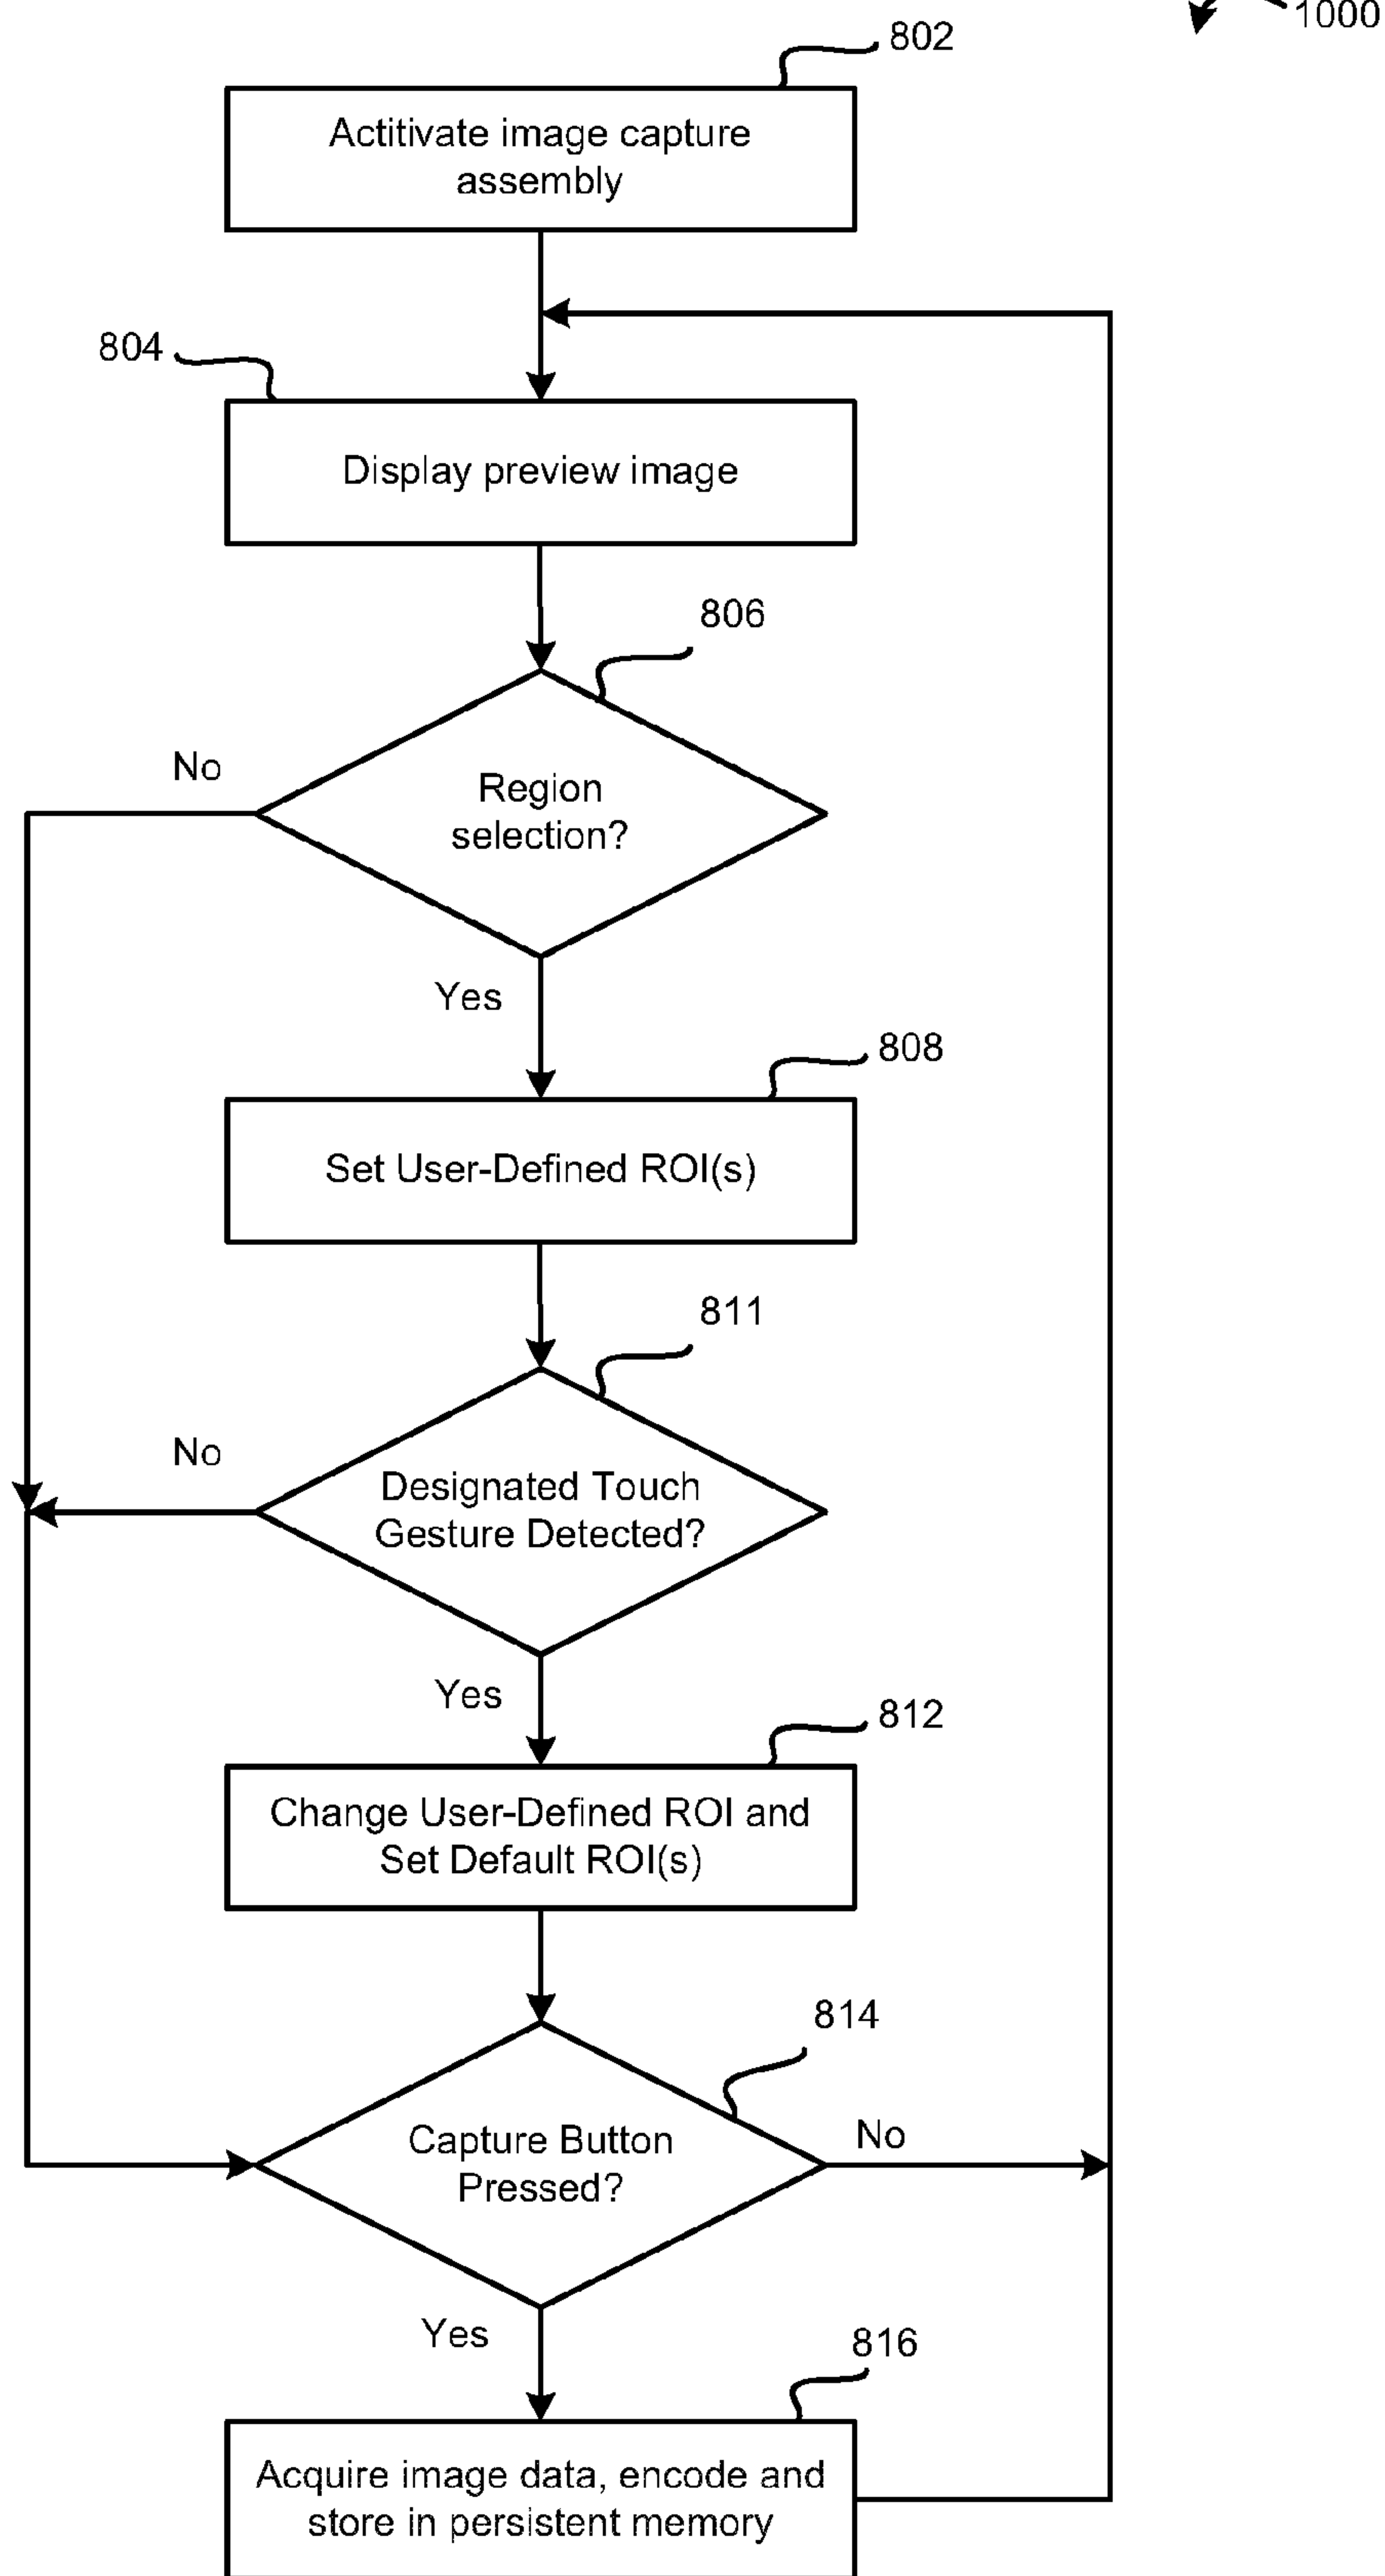 1000
802
Actitivate image capture
assembly
804
Display preview image
806
No
Region
selection?
Yes
808
Set User-Defined ROI(s)
811
No
Designated Touch
Gesture Detected?
Yes
812
Change User-Defined ROI and
Set Default ROI(s)
814
Capture Button
Pressed?
No
Yes
816
Acquire image data, encode and
store in persistent memory